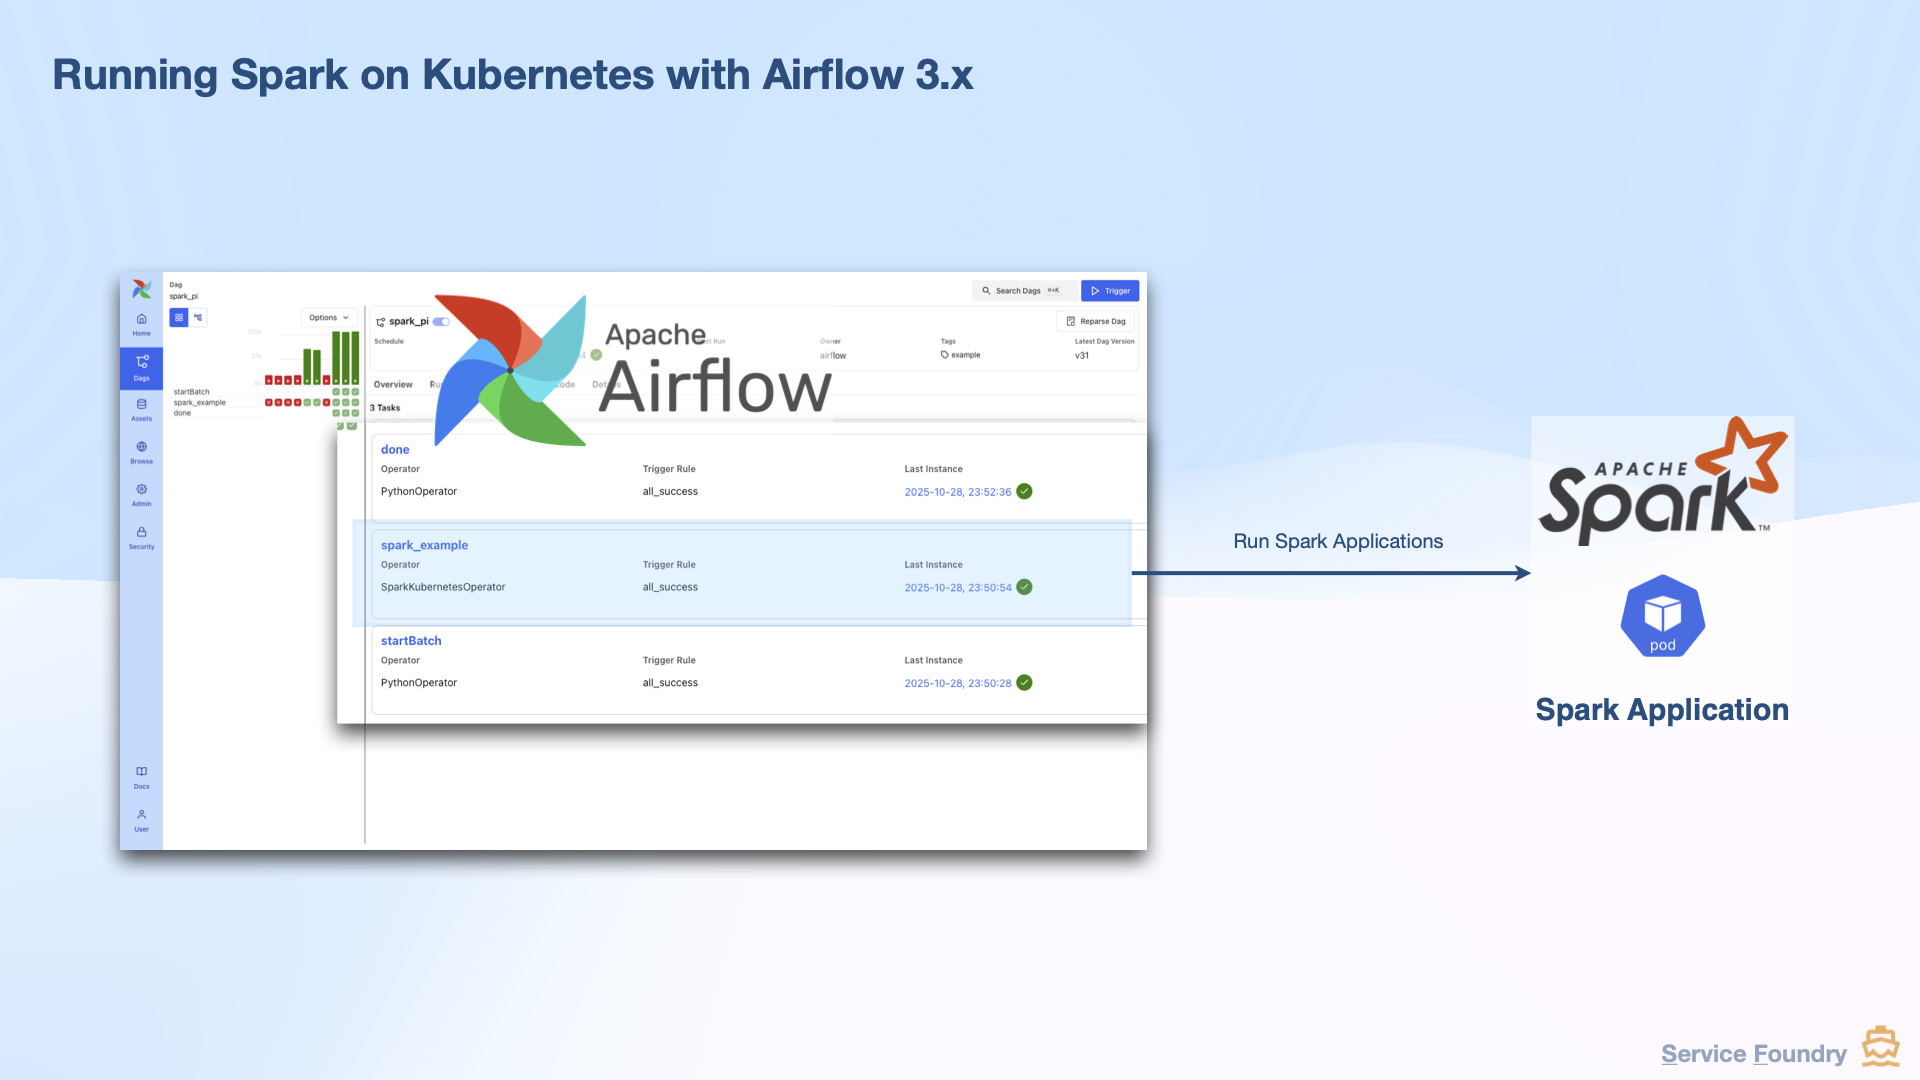 Running Spark on Kubernetes with Airflow 3.x
Dag
spark_pi
Search Dags ⌘+K
Trigger
Home
Dags
Assets
Browse
Admin
Security
Docs
User
Options
startBatch
spark_example
done
spark_pi
Reparse Dag
Schedule
Owner
Tags
Latest Dag Version
airflow
example
v31
Overview
3 Tasks
Apache
Airflow
done
Operator Trigger Rule Last Instance
PythonOperator all_success 2025-10-28, 23:52:36
spark_example
Operator Trigger Rule Last Instance
SparkKubernetesOperator all_success 2025-10-28, 23:50:54
startBatch
Operator Trigger Rule Last Instance
PythonOperator all_success 2025-10-28, 23:50:28
Run Spark Applications
APACHE
Spark™
pod
Spark Application
Service Foundry